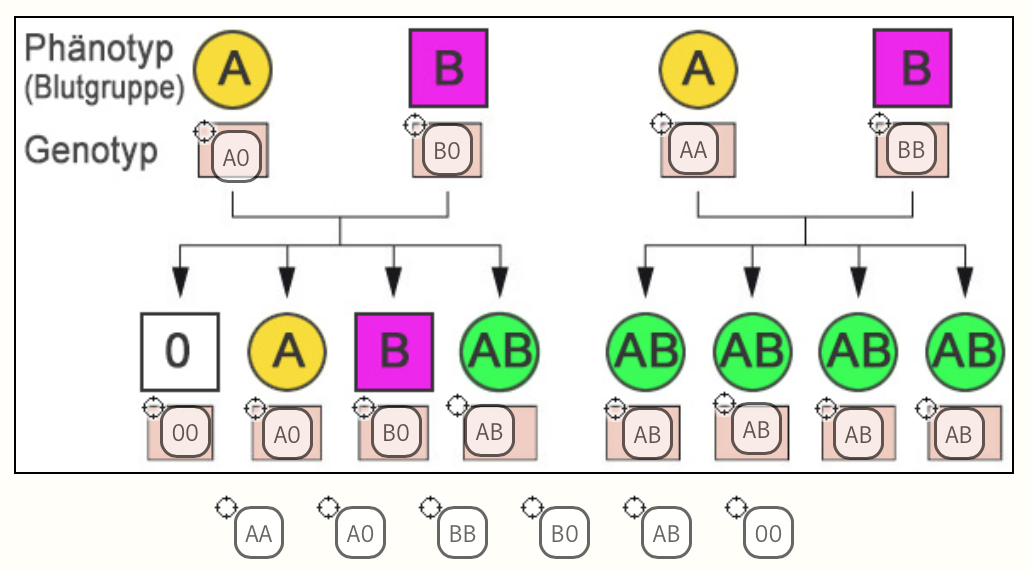 Phänotyp A B A B
(Blutgruppe)
Genotyp A0 B0 AA BB
0 A B AB AB AB AB AB
00 A0 B0 AB AB AB AB AB
AA A0 BB B0 AB 00